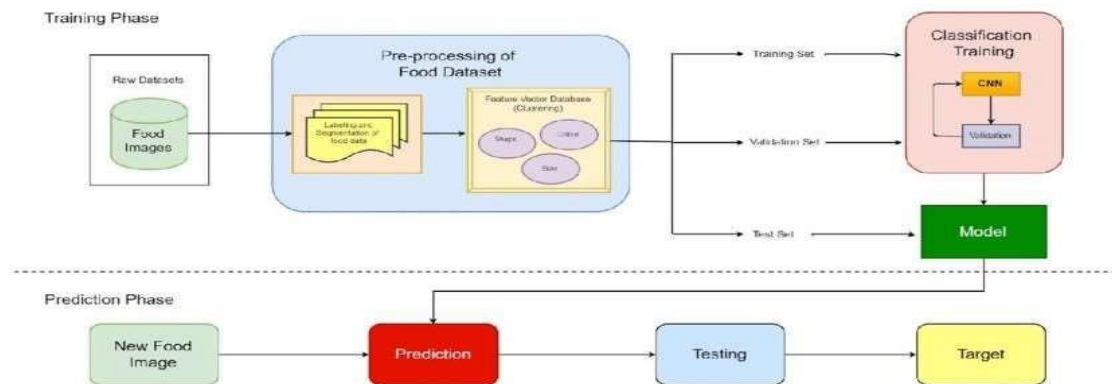 Training Phase
Raw Datasets
Food
Images
Pre-processing of
Food Dataset
Labeling and
Segmentation of
food data
Feature Vector Database
(Clustering)
Shape
Colour
Size
Training Set
Validation Set
Test Set
Classification
Training
CNN
Validation
Model
Prediction Phase
New Food
Image
Prediction
Testing
Target